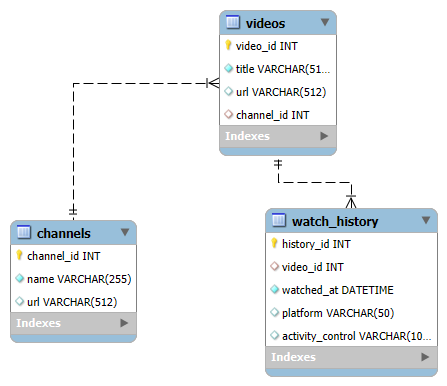 videos
video_id INT
title VARCHAR(51...
url VARCHAR(512)
channel_id INT
Indexes
channels
channel_id INT
name VARCHAR(255)
url VARCHAR(512)
Indexes
watch_history
history_id INT
video_id INT
watched_at DATETIME
platform VARCHAR(50)
activity_control VARCHAR(10...
Indexes